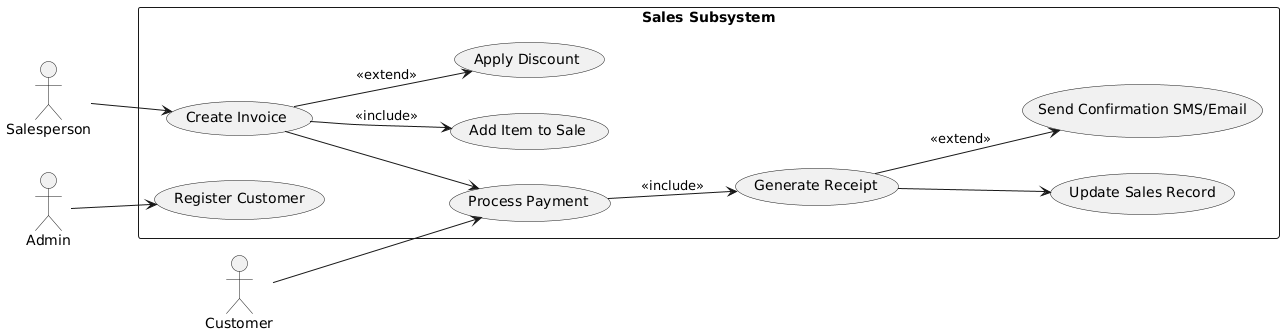 Sales Subsystem
Apply Discount
«extend»
Salesperson
Create Invoice
«include»
Add Item to Sale
Send Confirmation SMS/Email
«extend»
Admin
Register Customer
Process Payment
«include»
Generate Receipt
Update Sales Record
Customer